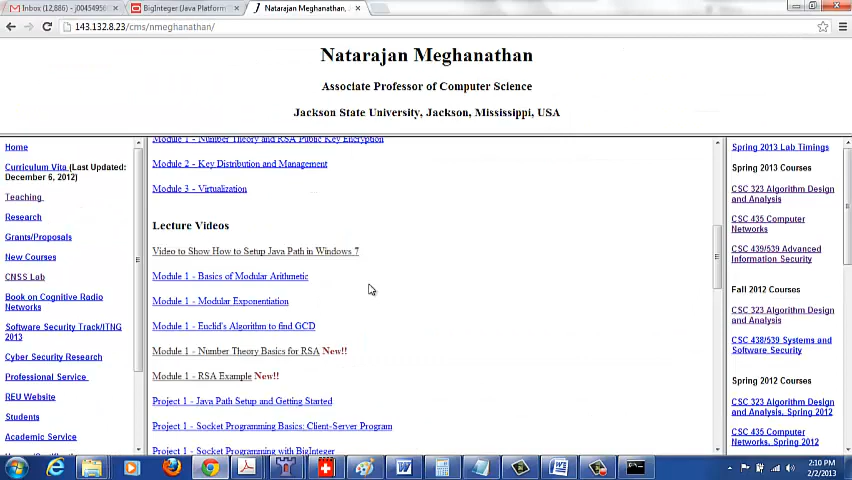 Inbox (12,886) - j0045495
BigInteger (Java Platform
Natarajan Meghanathan,
143.132.8.23/cms/nmeghanathan/
Natarajan Meghanathan
Associate Professor of Computer Science
Jackson State University, Jackson, Mississippi, USA
Home
Curriculum Vita (Last Updated:
December 6, 2012)
Teaching
Research
Grants/Proposals
New Courses
CNSS Lab
Book on Cognitive Radio
Networks
Software Security Track/ITNG
2013
Cyber Security Research
Professional Service
REU Website
Students
Academic Service
Module 1 - Number Theory and RSA Public Key Encryption
Module 2 - Key Distribution and Management
Module 3 - Virtualization
Lecture Videos
Video to Show How to Setup Java Path in Windows 7
Module 1 - Basics of Modular Arithmetic
Module 1 - Modular Exponentiation
Module 1 - Euclid's Algorithm to find GCD
Module 1 - Number Theory Basics for RSA New!!
Module 1 - RSA Example New!!
Project 1 - Java Path Setup and Getting Started
Project 1 - Socket Programming Basics: Client-Server Program
Project 1 - Socket Programming with BigInteger
Spring 2013 Lab Timings
Spring 2013 Courses
CSC 323 Algorithm Design
and Analysis
CSC 435 Computer
Networks
CSC 439/539 Advanced
Information Security
Fall 2012 Courses
CSC 323 Algorithm Design
and Analysis
CSC 438/539 Systems and
Software Security
Spring 2012 Courses
CSC 323 Algorithm Design
and Analysis, Spring 2012
CSC 435 Computer
Networks, Spring 2012
2:10 PM
2/2/2013